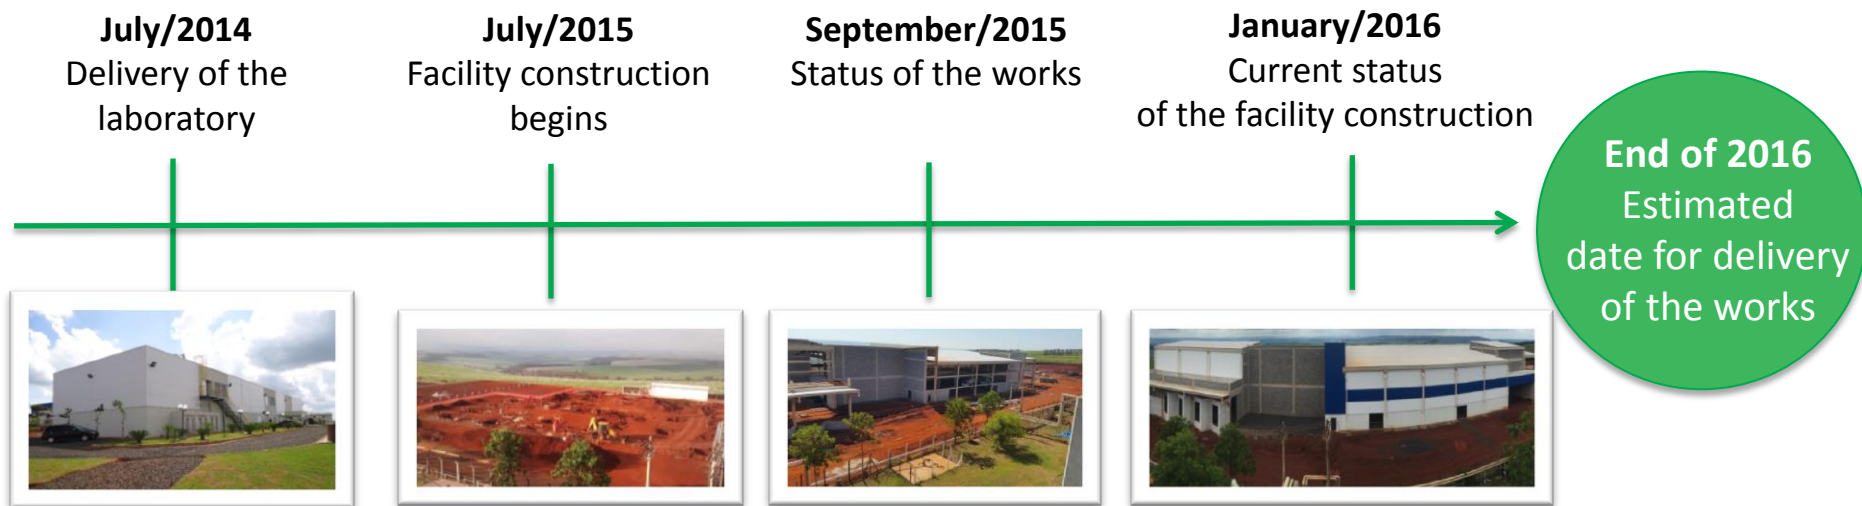 July/2014
Delivery of the
laboratory
July/2015
Facility construction
begins
September/2015
Status of the works
January/2016
Current status
of the facility construction
End of 2016
Estimated
date for delivery
of the works